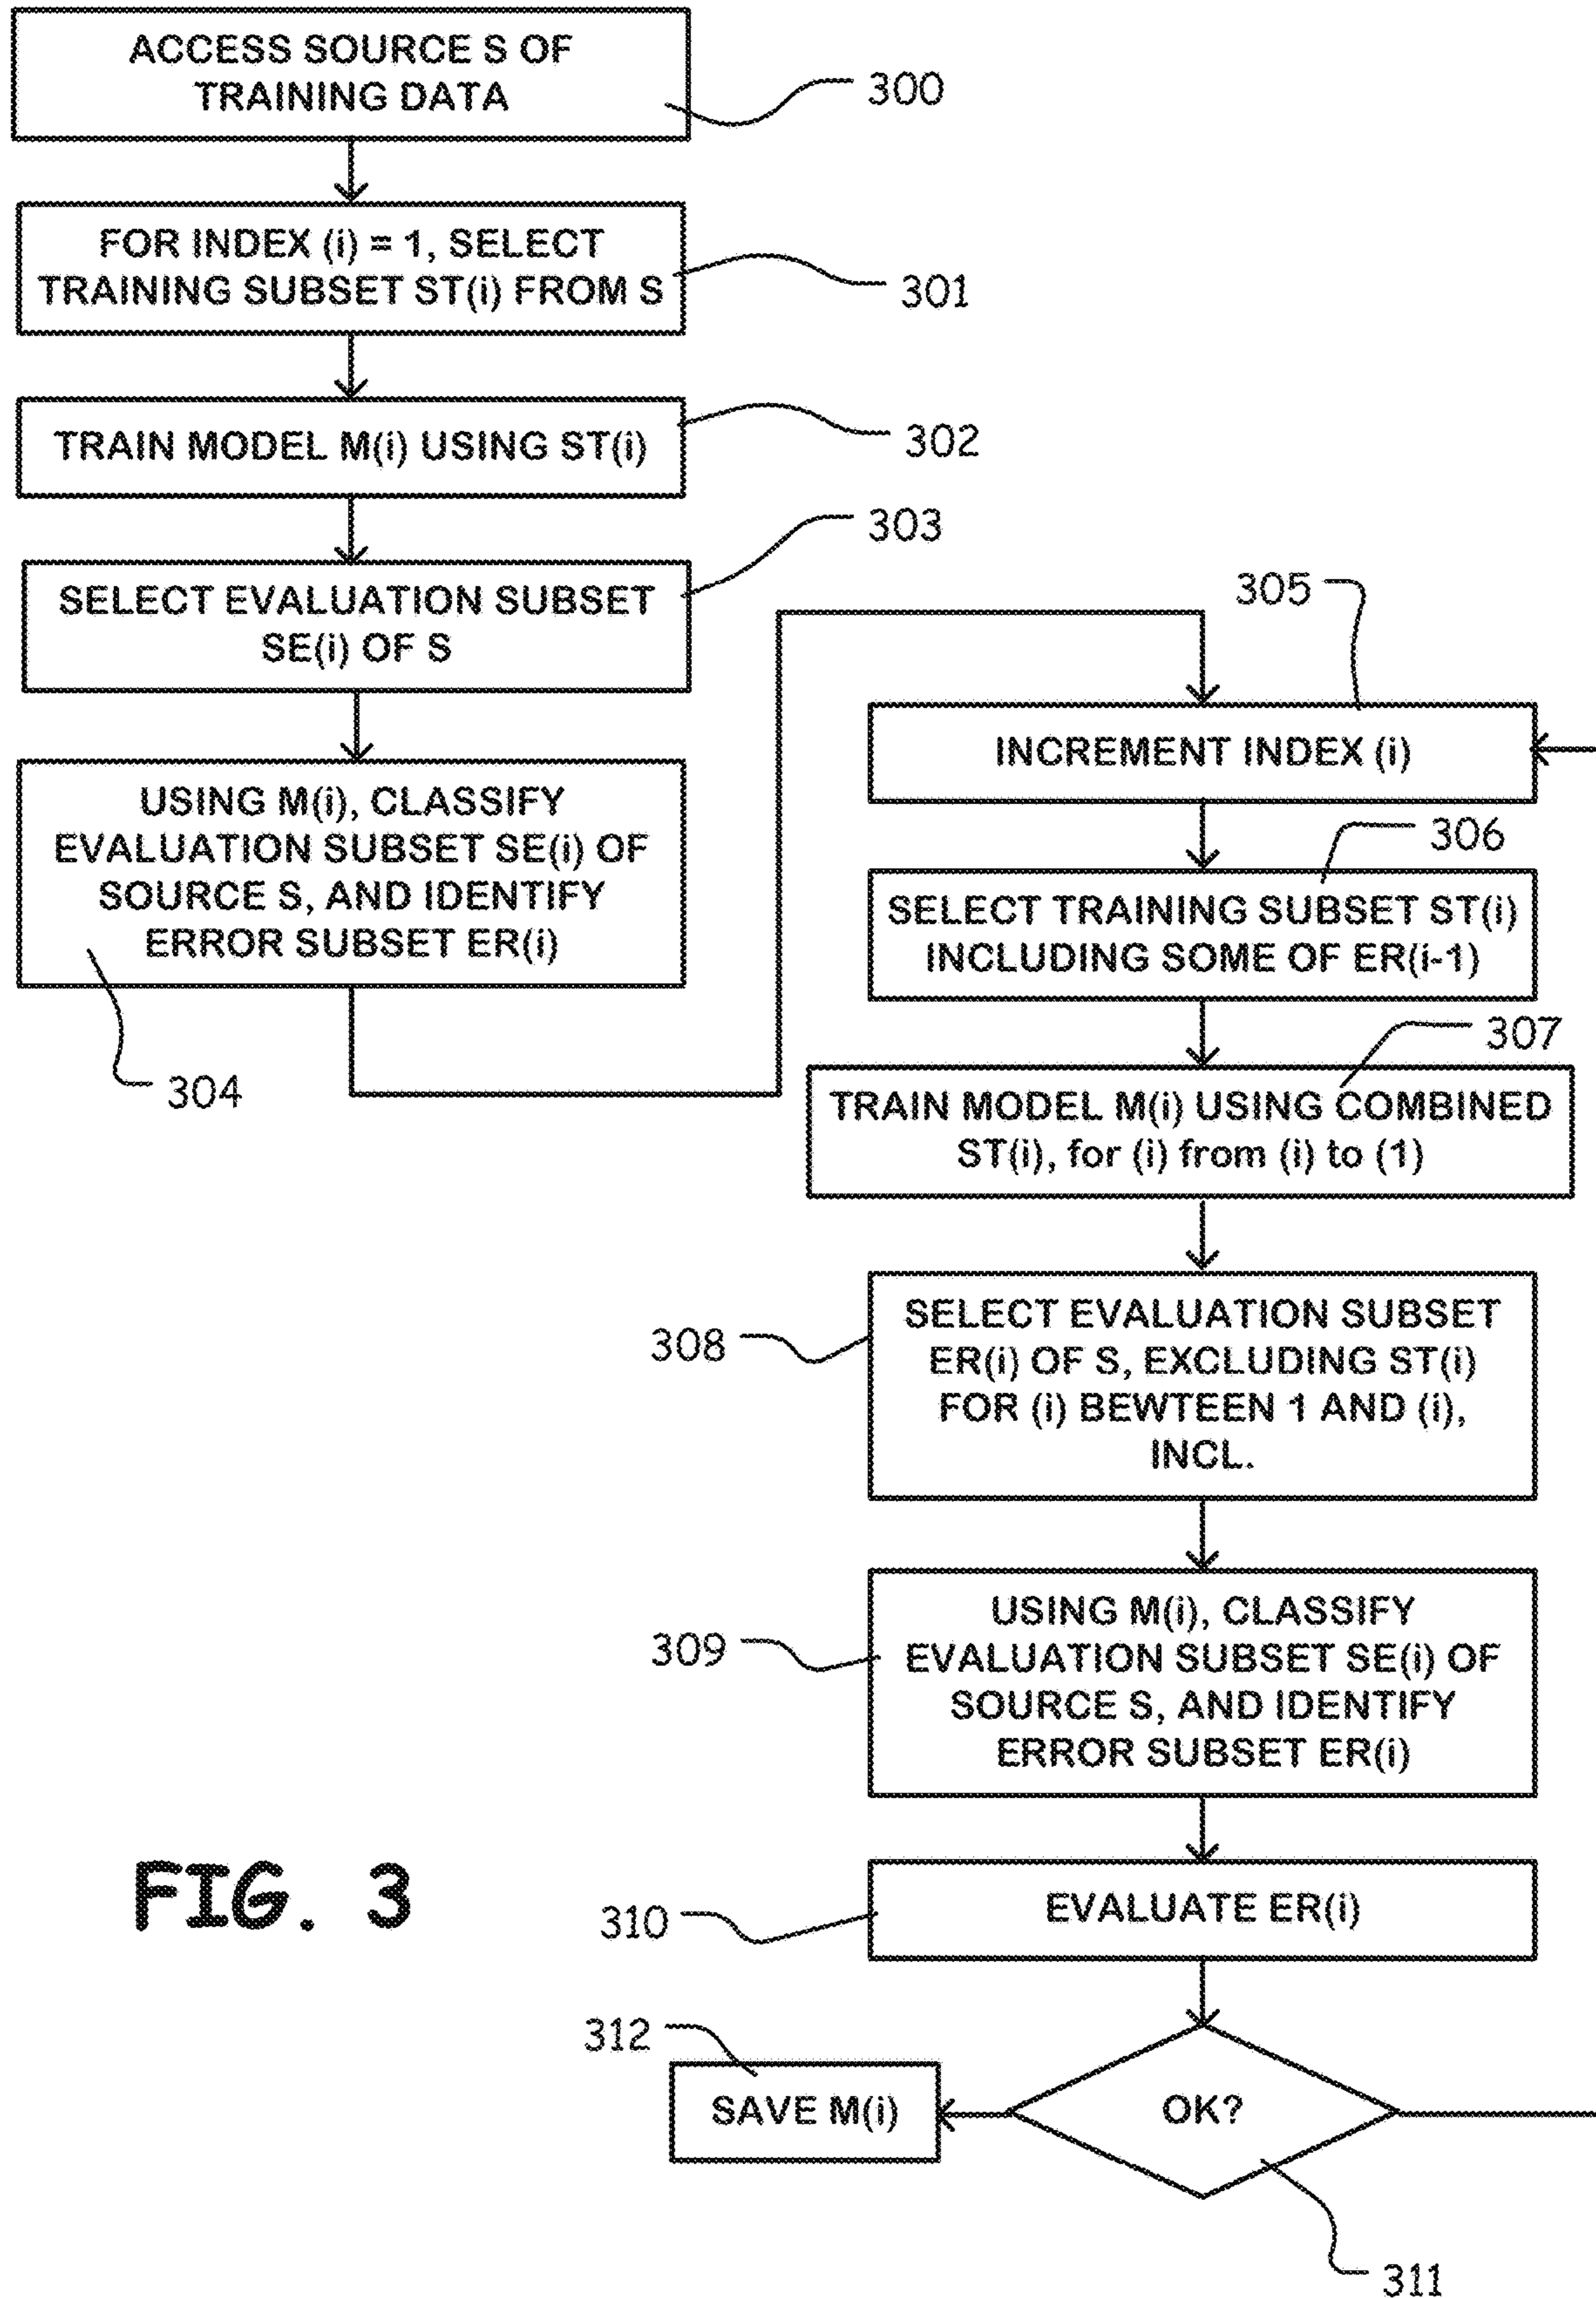 ACCESS SOURCE S OF
TRAINING DATA
300
FOR INDEX (i) = 1, SELECT
TRAINING SUBSET ST(i) FROM S
301
TRAIN MODEL M(i) USING ST(i)
302
SELECT EVALUATION SUBSET
SE(i) OF S
303
USING M(i), CLASSIFY
EVALUATION SUBSET SE(i) OF
SOURCE S, AND IDENTIFY
ERROR SUBSET ER(i)
304
305
INCREMENT INDEX (i)
306
SELECT TRAINING SUBSET ST(i)
INCLUDING SOME OF ER(i-1)
307
TRAIN MODEL M(i) USING COMBINED
ST(i), for (i) from (i) to (1)
308
SELECT EVALUATION SUBSET
ER(i) OF S, EXCLUDING ST(i)
FOR (i) BEWTEEN 1 AND (i),
INCL.
309
USING M(i), CLASSIFY
EVALUATION SUBSET SE(i) OF
SOURCE S, AND IDENTIFY
ERROR SUBSET ER(i)
310
EVALUATE ER(i)
312
SAVE M(i)
OK?
311
FIG. 3